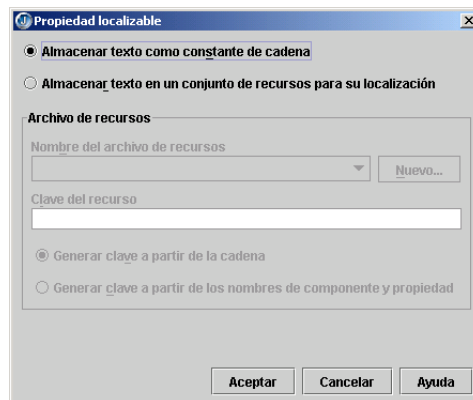 Propiedad localizable
Almacenar texto como constante de cadena
Almacenar texto en un conjunto de recursos para su localización
Archivo de recursos
Nombre del archivo de recursos
Nuevo...
Clave del recurso
Generar clave a partir de la cadena
Generar clave a partir de los nombres de componente y propiedad
Aceptar Cancelar Ayuda